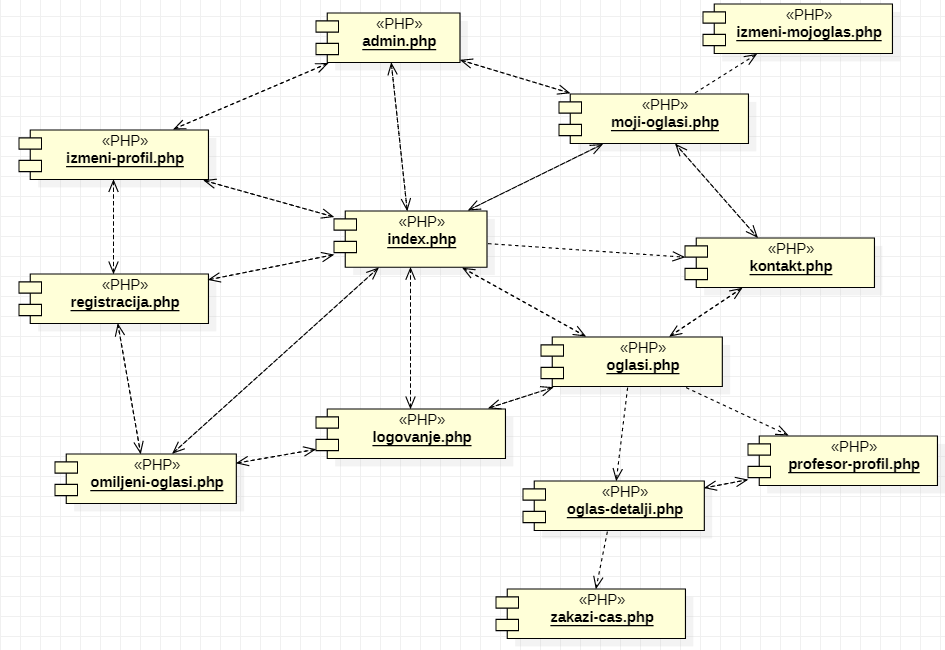 «PHP»
admin.php
«PHP»
izmeni-mojoglas.php
«PHP»
moji-oglasi.php
«PHP»
izmeni-profil.php
«PHP»
index.php
«PHP»
kontakt.php
«PHP»
registracija.php
«PHP»
oglasi.php
«PHP»
logovanje.php
«PHP»
profesor-profil.php
«PHP»
omiljeni-oglasi.php
«PHP»
oglas-detalji.php
«PHP»
zakazi-cas.php